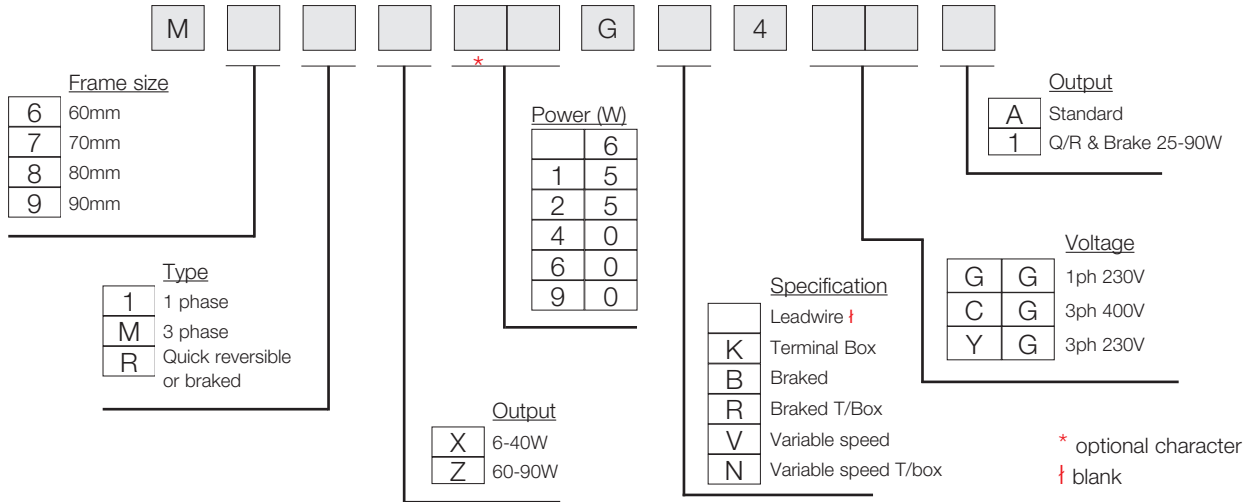 M G 4
*
Frame size
6 60mm
7 70mm
8 80mm
9 90mm
Type
1 1 phase
M 3 phase
R Quick reversible
or braked
Output
X 6-40W
Z 60-90W
Power (W)
6
1 5
2 5
4 0
6 0
9 0
Specification
Leadwire ƚ
K Terminal Box
B Braked
R Braked T/Box
V Variable speed
N Variable speed T/box
Output
A Standard
1 Q/R & Brake 25-90W
Voltage
G G 1ph 230V
C G 3ph 400V
Y G 3ph 230V
* optional character
ƚ blank